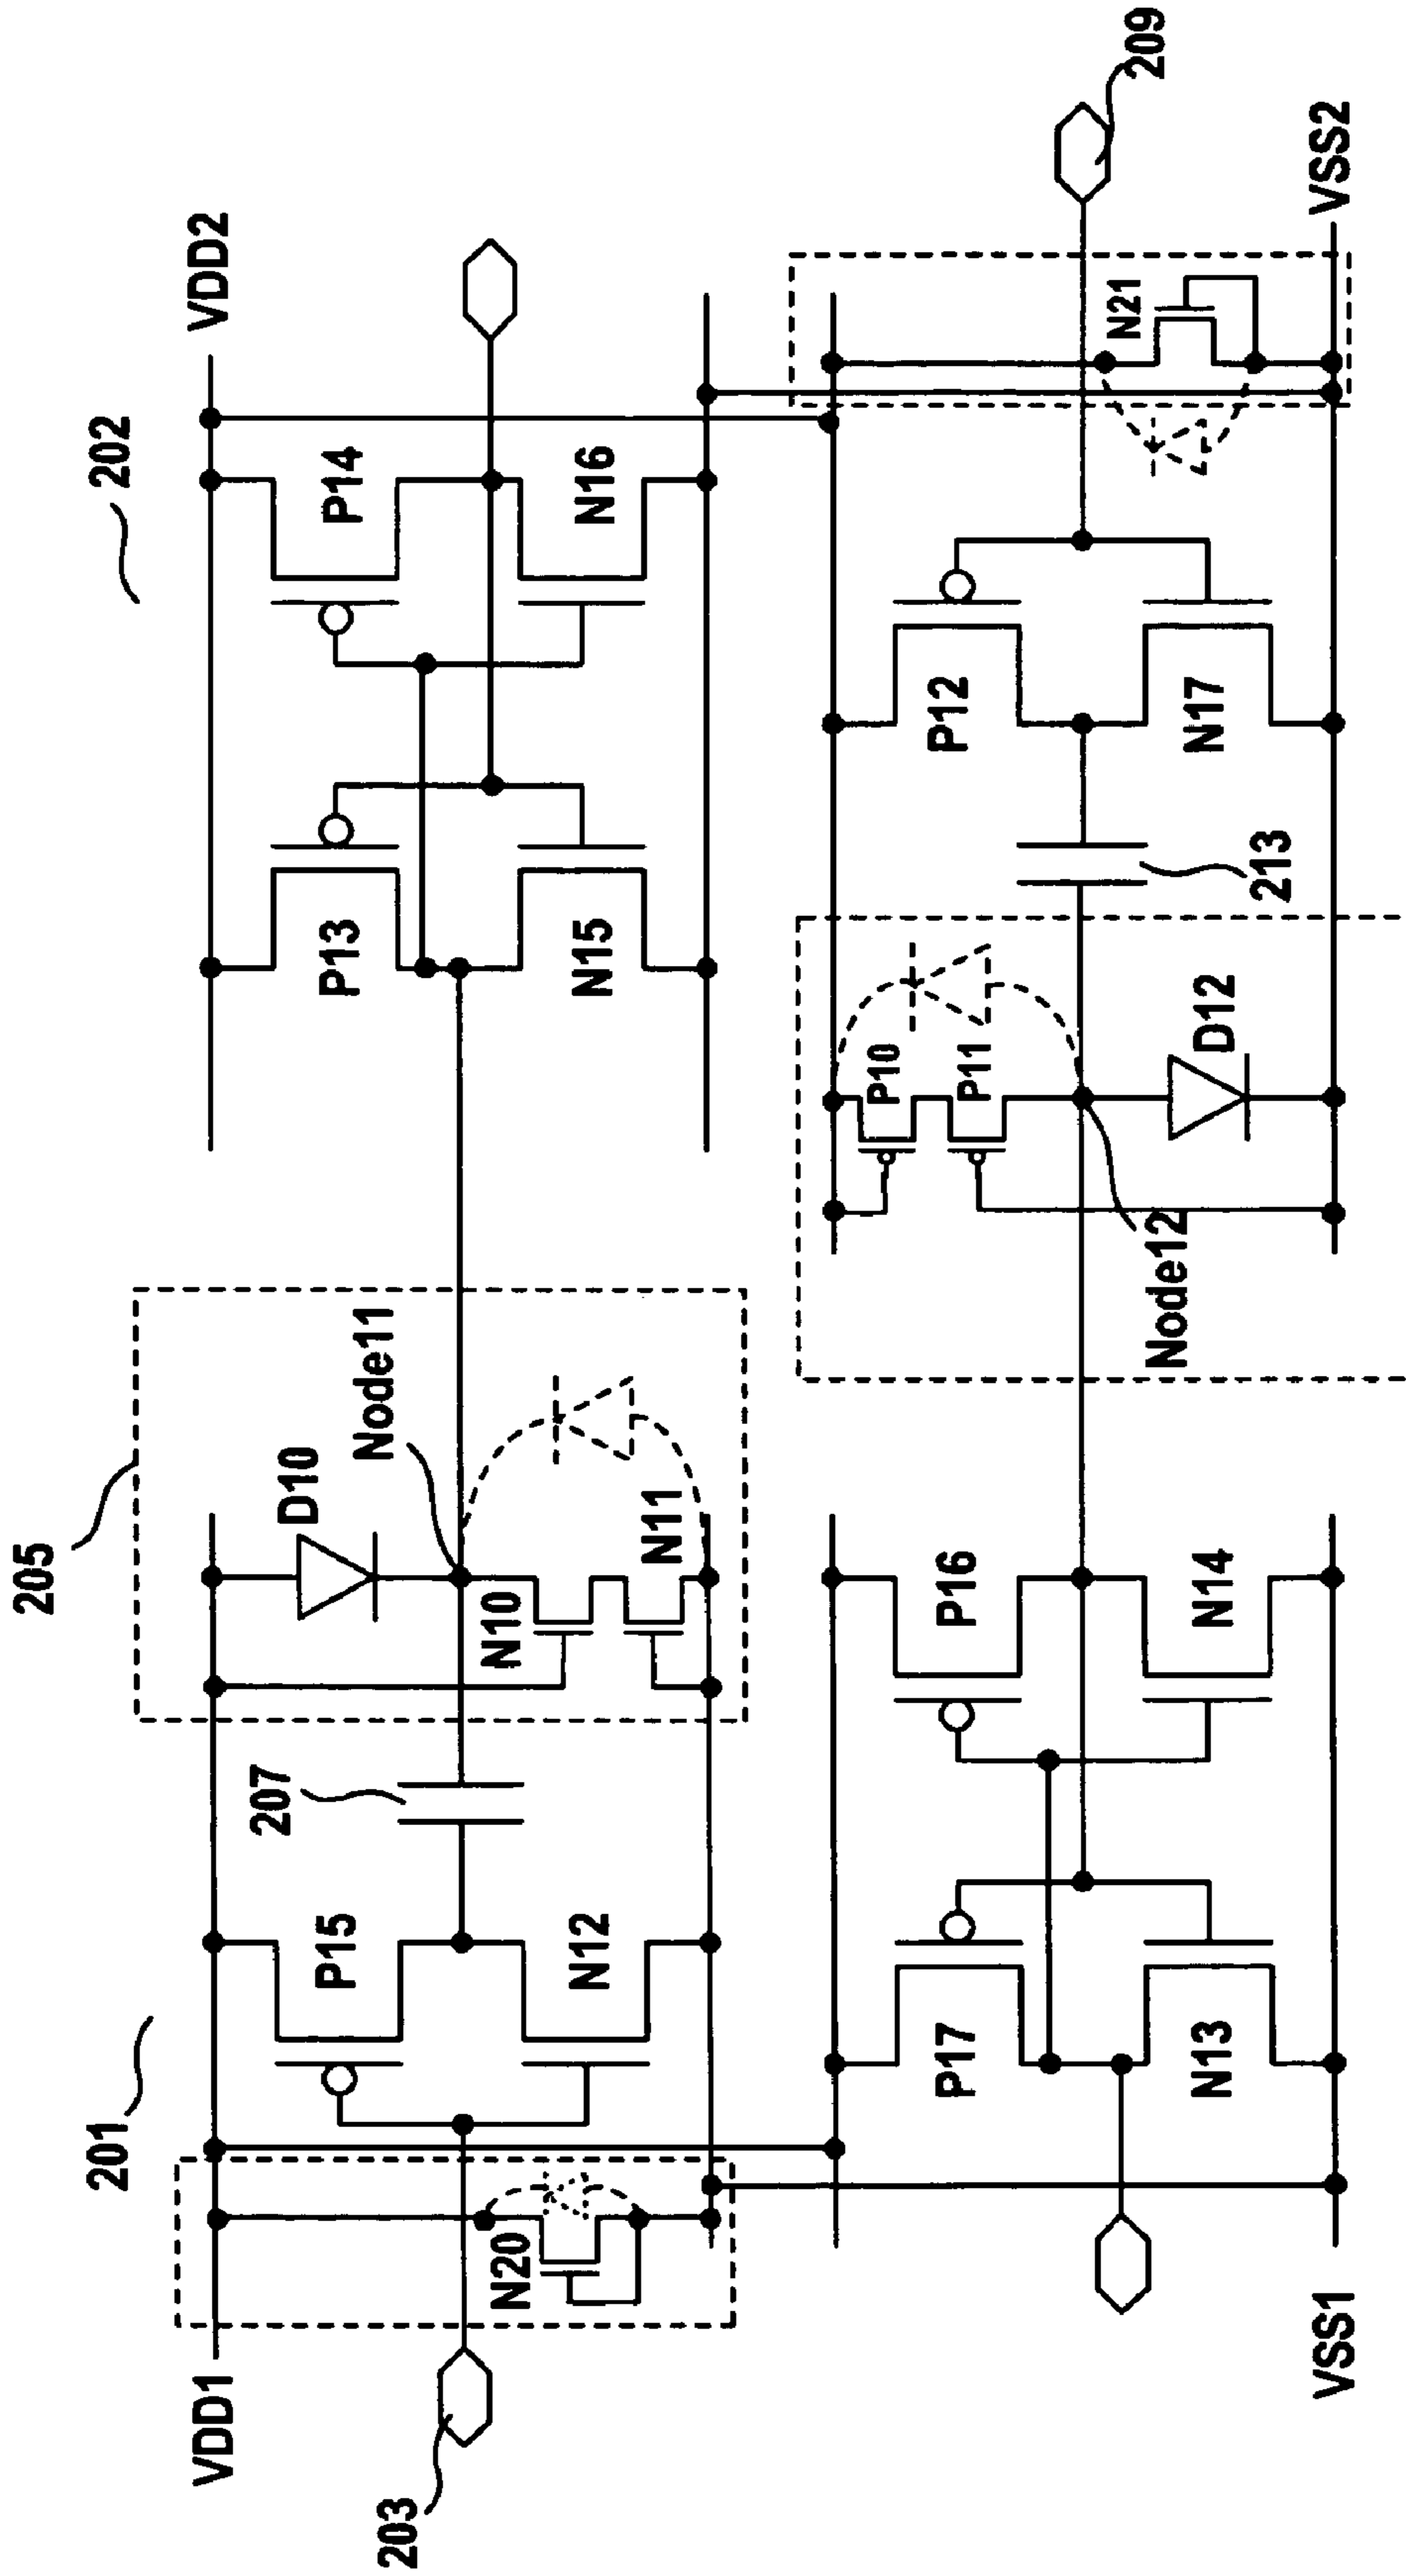 205
201
202
VDD1
VDD2
203
207
P15
N12
N20
D10
Node11
N10
N11
P13
P14
N15
N16
P17
P16
N13
N14
P10
P11
D12
Node12
213
P12
N17
N21
209
VSS1
VSS2